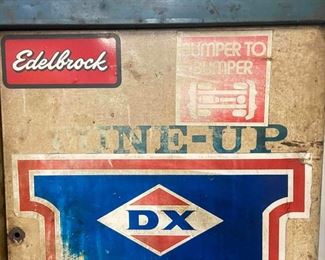 Edelbrock
BUMPER TO
BUMPER
TUNE-UP
DX